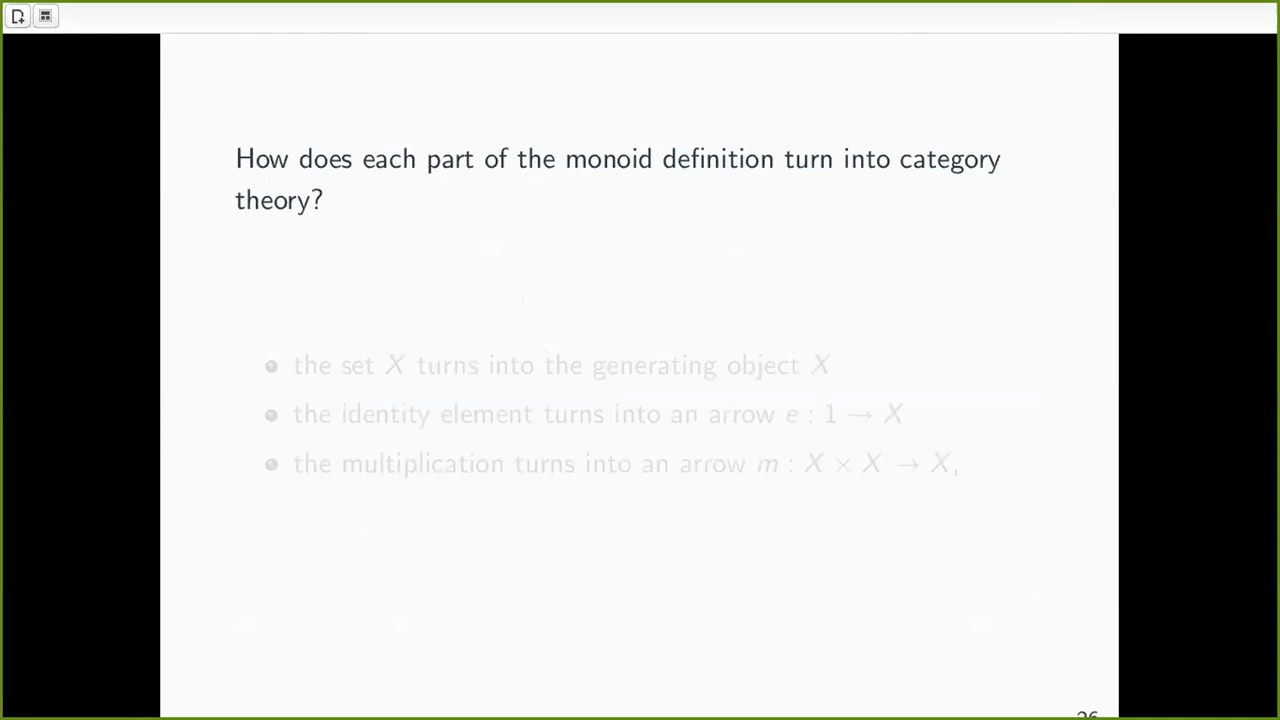 How does each part of the monoid definition turn into category
theory?
the set X turns into the generating object X
the identity element turns into an arrow e : 1 → X
the multiplication turns into an arrow m : X × X → X,
26